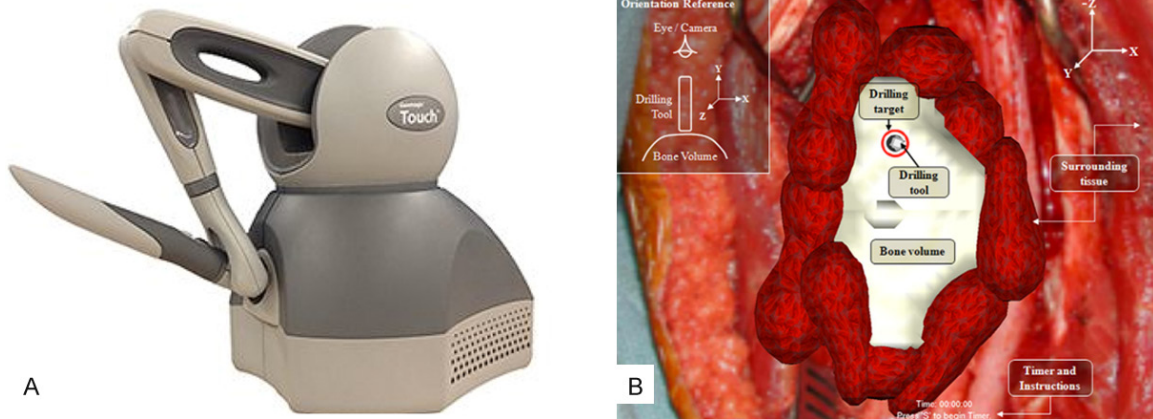 Geomagic
Touch
A
Orientation Reference
Eye / Camera
Drilling
Tool
Y
X
Z
Bone Volume
-Z
X
Y
Drilling
target
Drilling
tool
Surrounding
tissue
Bone volume
Timer and
Instructions
Time: 00:00:00
Press 'S' to begin Timer.
B